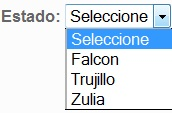 Estado: Seleccione
Seleccione
Falcon
Trujillo
Zulia